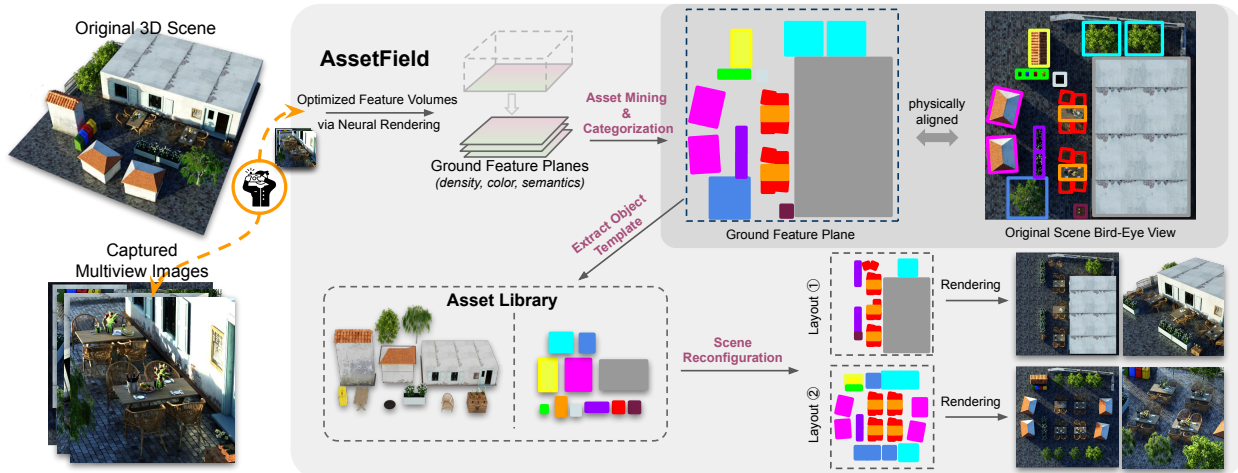 Original 3D Scene
AssetField
Optimized Feature Volumes
via Neural Rendering
Ground Feature Planes
(density, color, semantics)
Asset Mining
&
Categorization
physically
aligned
Ground Feature Plane
Original Scene Bird-Eye View
Captured
Multiview Images
Extract Object
Template
Asset Library
Scene
Reconfiguration
Layout ①
Rendering
Layout ②
Rendering